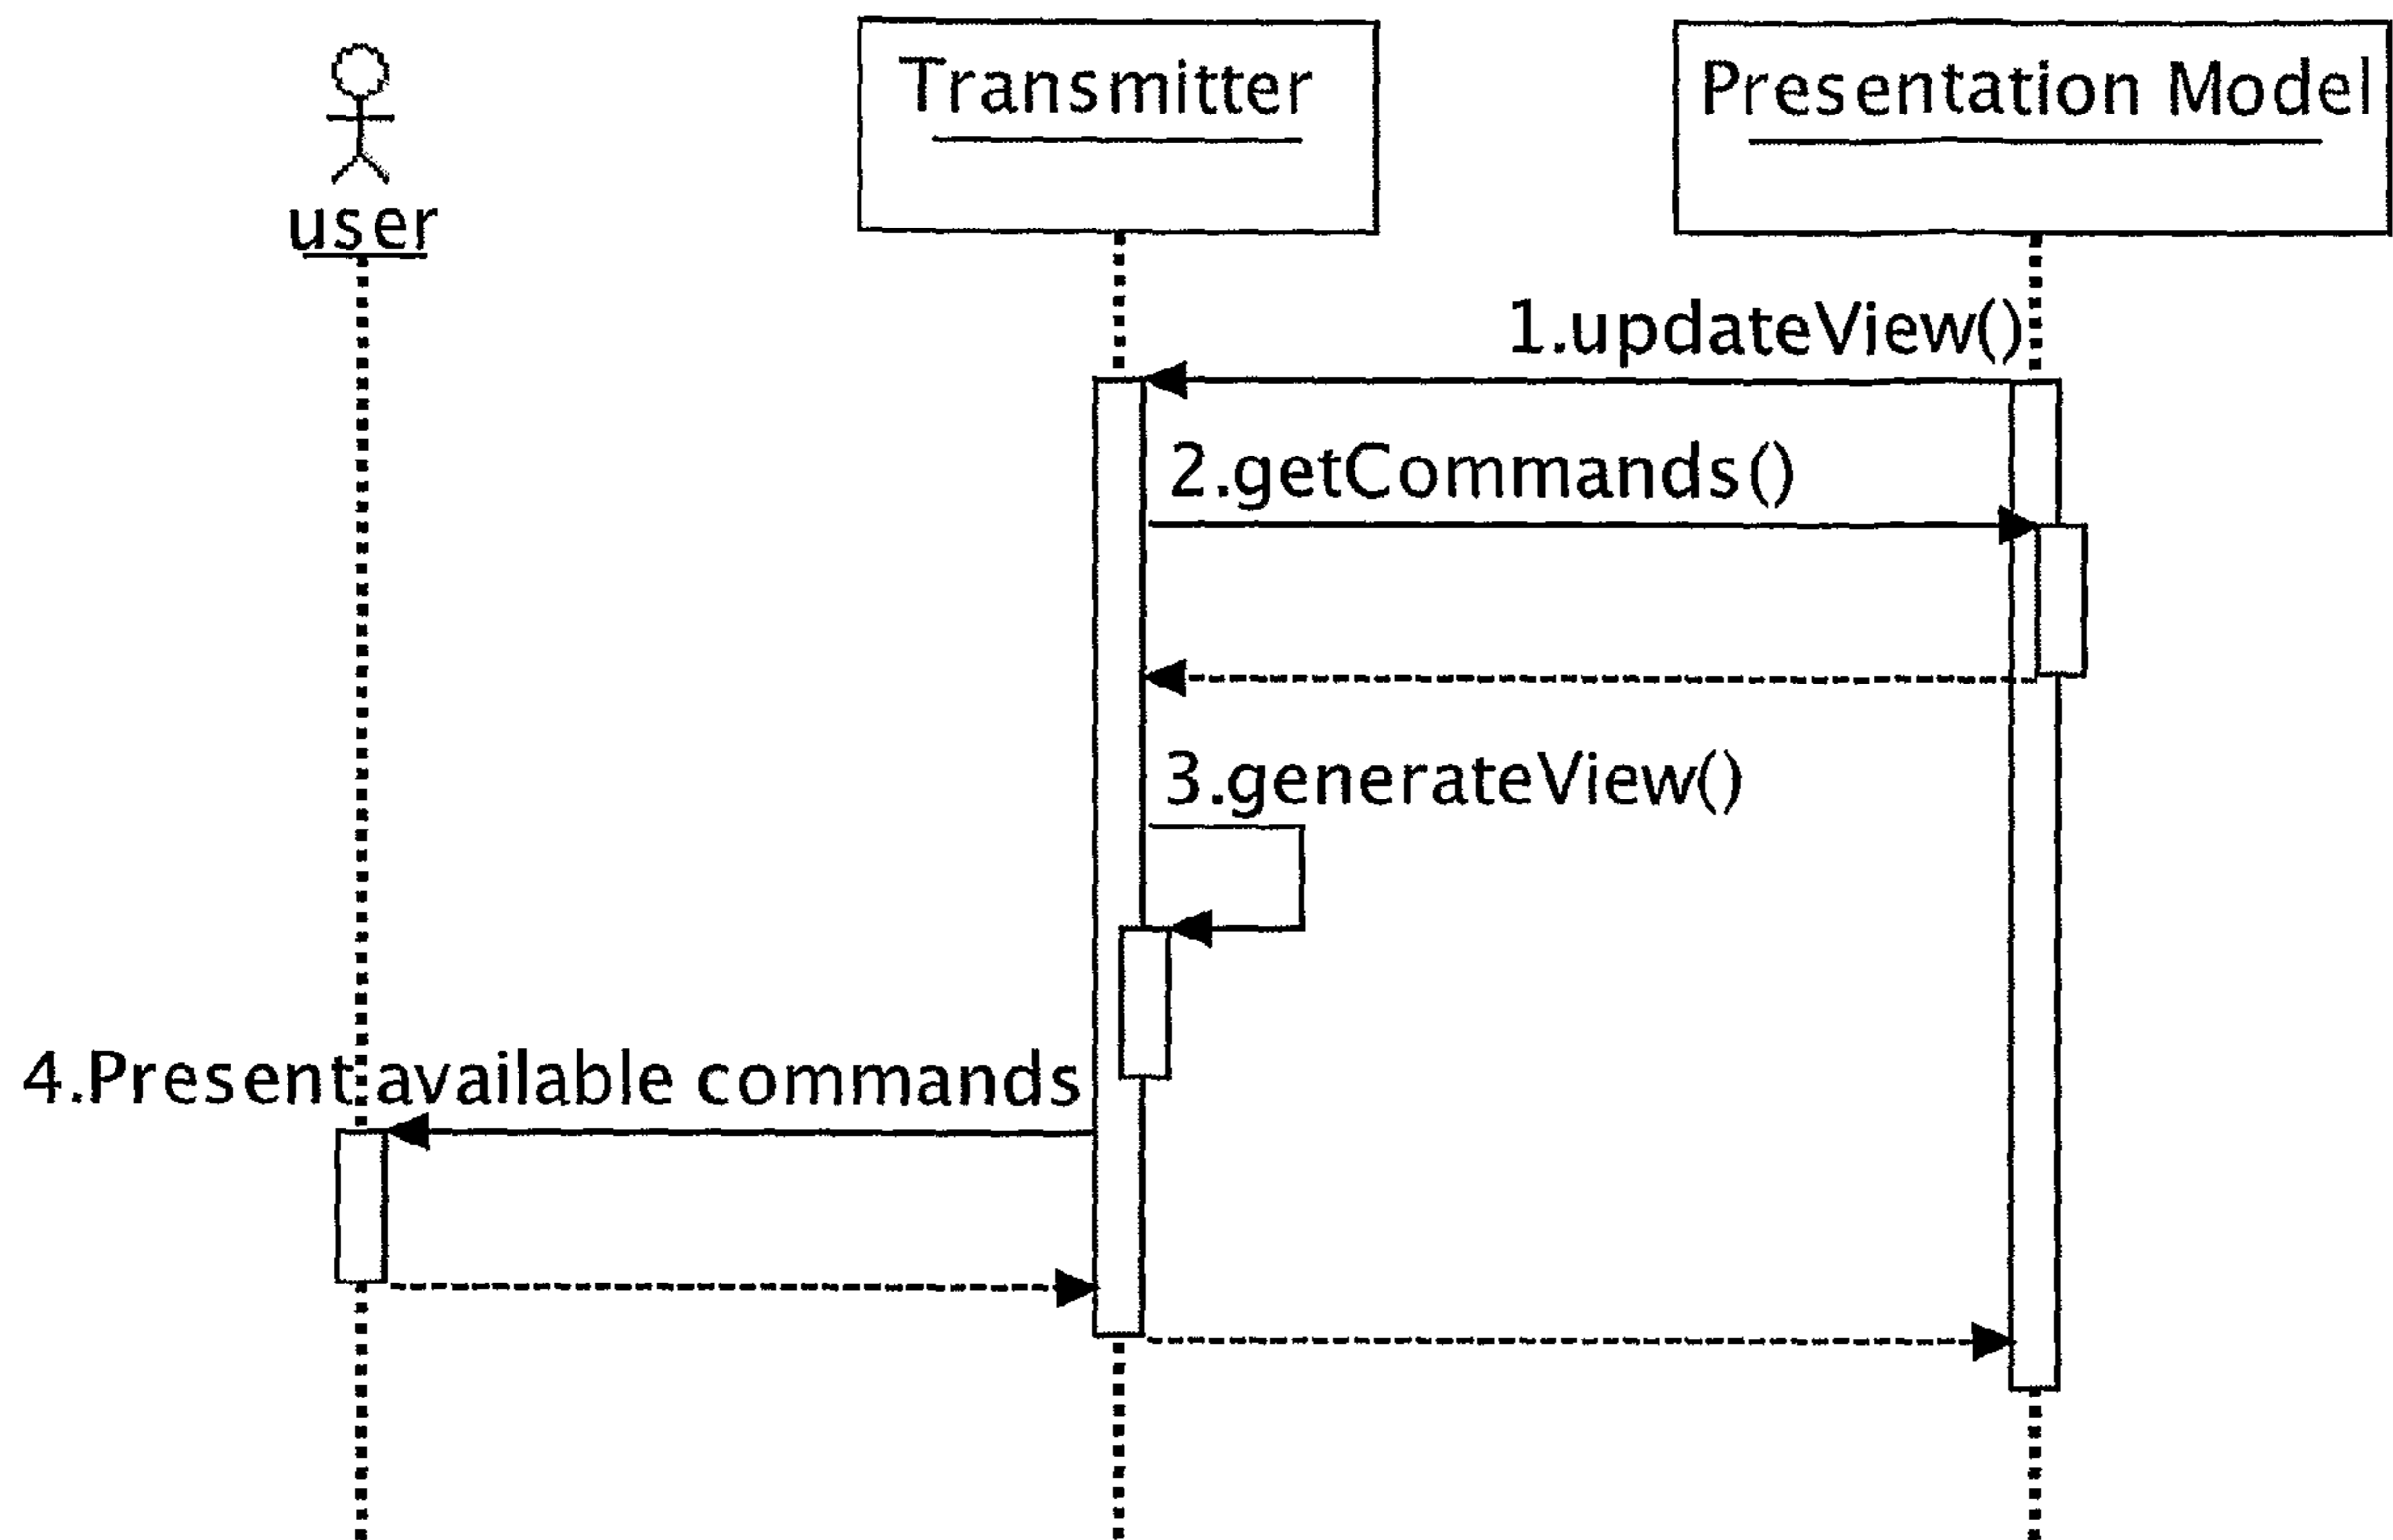 Transmitter
Presentation Model
user
1.updateView()
2.getCommands()
3.generateView()
4.Present available commands